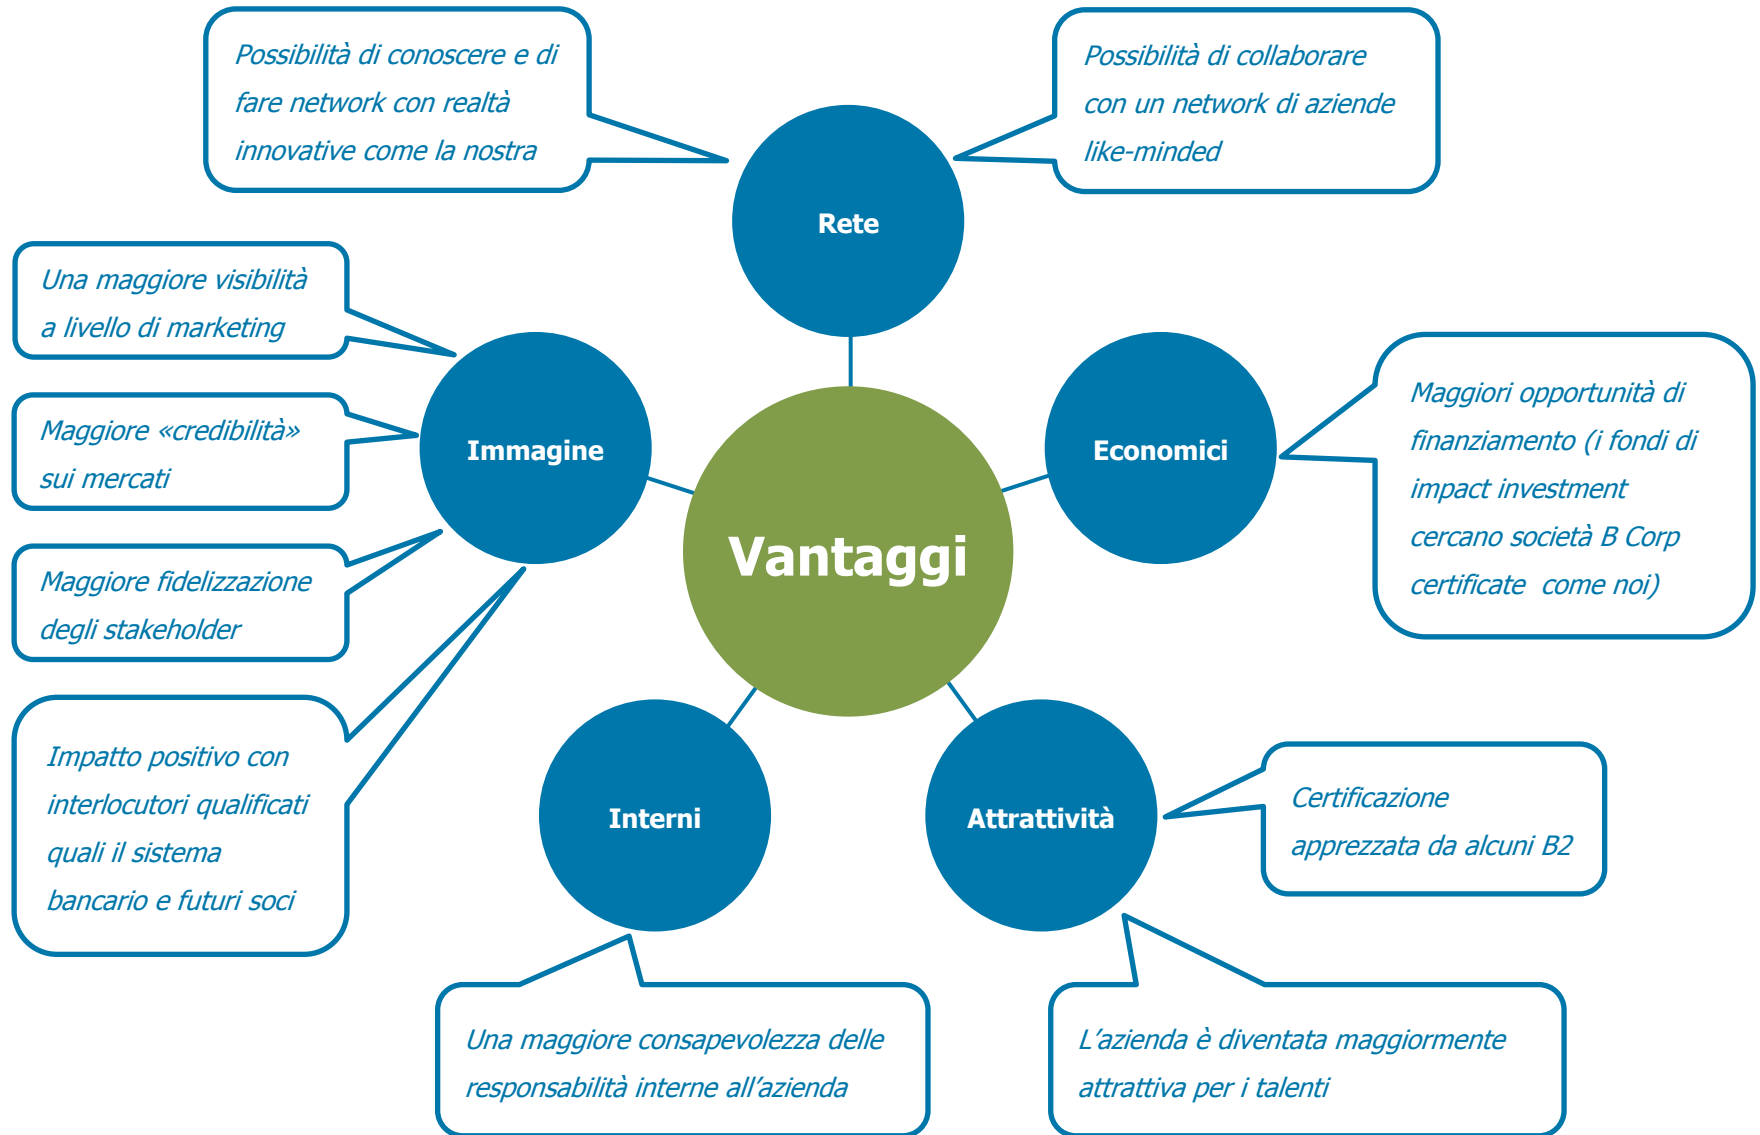 Possibilità di conoscere e di
fare network con realtà
innovative come la nostra
Possibilità di collaborare
con un network di aziende
like-minded
Rete
Una maggiore visibilità
a livello di marketing
Maggiore «credibilità»
sui mercati
Maggiore fidelizzazione
degli stakeholder
Impatto positivo con
interlocutori qualificati
quali il sistema
bancario e futuri soci
Immagine
Economici
Maggiori opportunità di
finanziamento (i fondi di
impact investment
cercano società B Corp
certificate come noi)
Vantaggi
Interni
Attrattività
Certificazione
apprezzata da alcuni B2
Una maggiore consapevolezza delle
responsabilità interne all’azienda
L’azienda è diventata maggiormente
attrattiva per i talenti